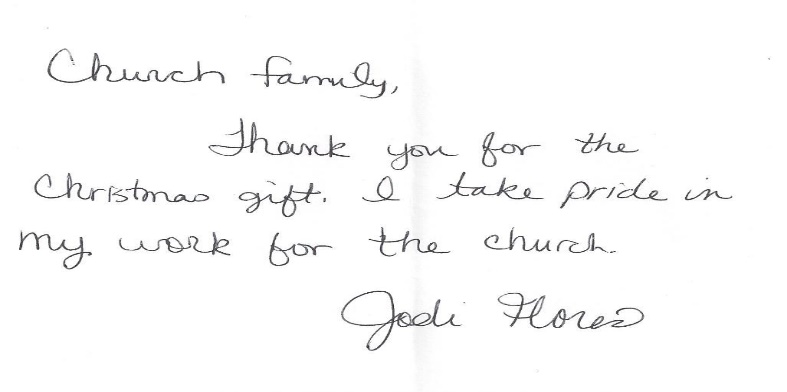 Church family,
Thank you for the
Christmas gift. I take pride in
my work for the church.
Jodi Flores